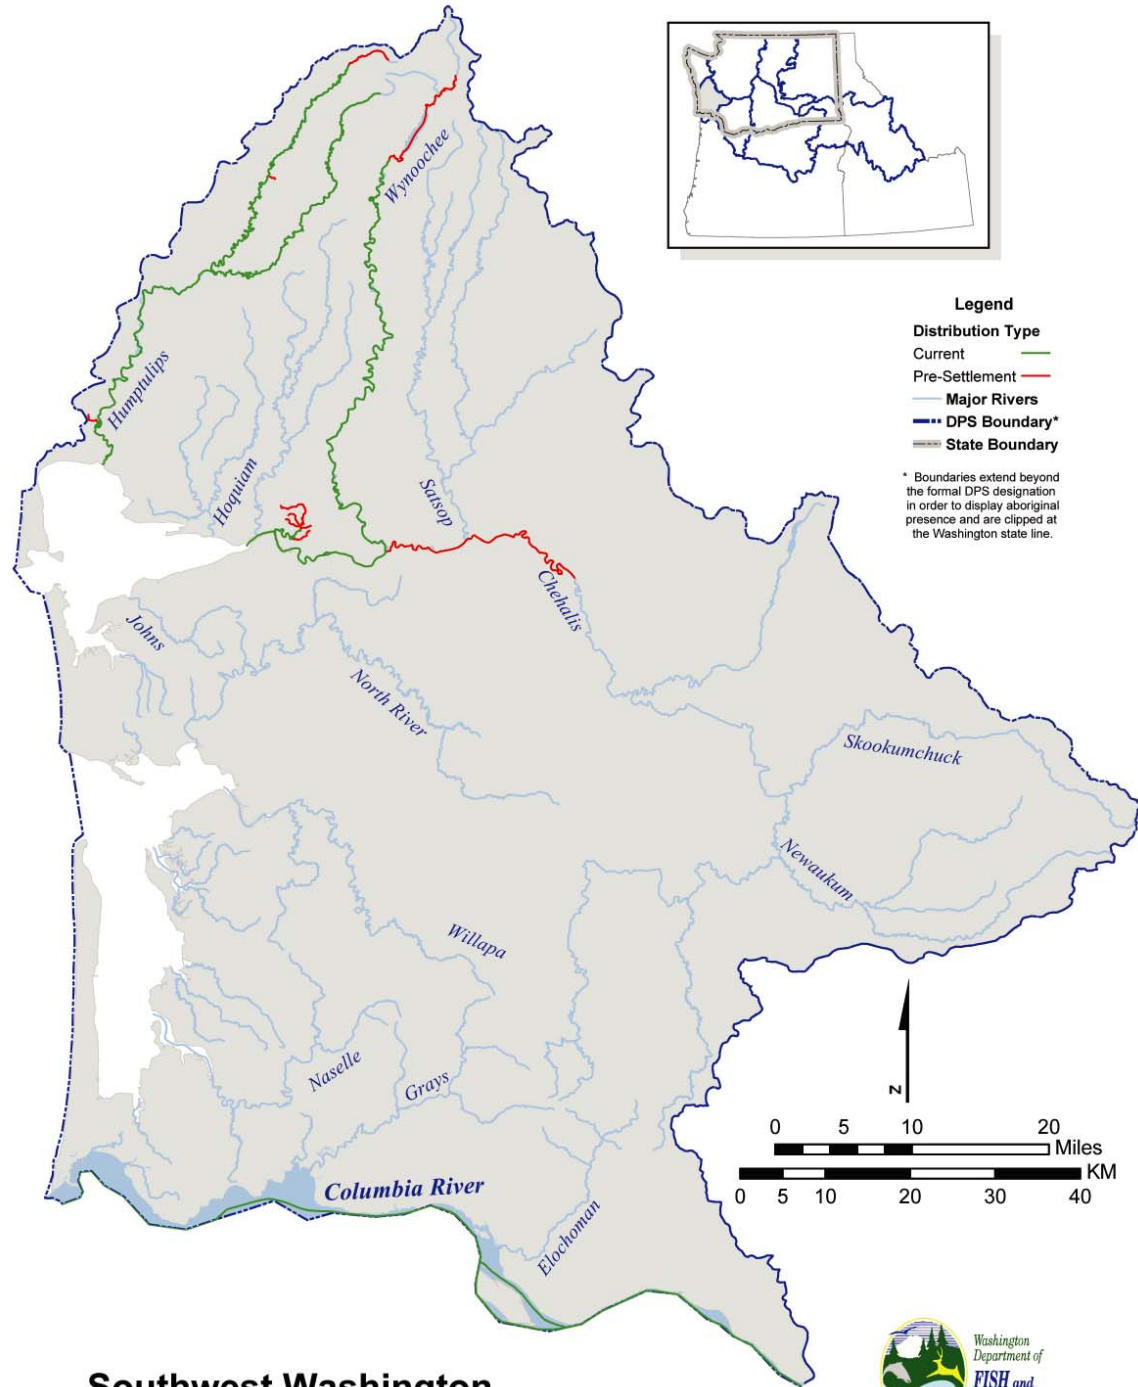 Wynoochee
Legend
Distribution Type
Current
Pre-Settlement
Major Rivers
DPS Boundary*
State Boundary
* Boundaries extend beyond
the formal DPS designation
in order to display aboriginal
presence and are clipped at
the Washington state line.
Humptulips
Hoquiam
Satsop
Chehalis
Johns
North River
Skookumchuck
Newaukum
Willapa
Naselle
Grays
N
0 5 10 20
Miles
KM
0 5 10 20 30 40
Columbia River
Elochoman
Washington
Department of
FISH and
Southwest Washington